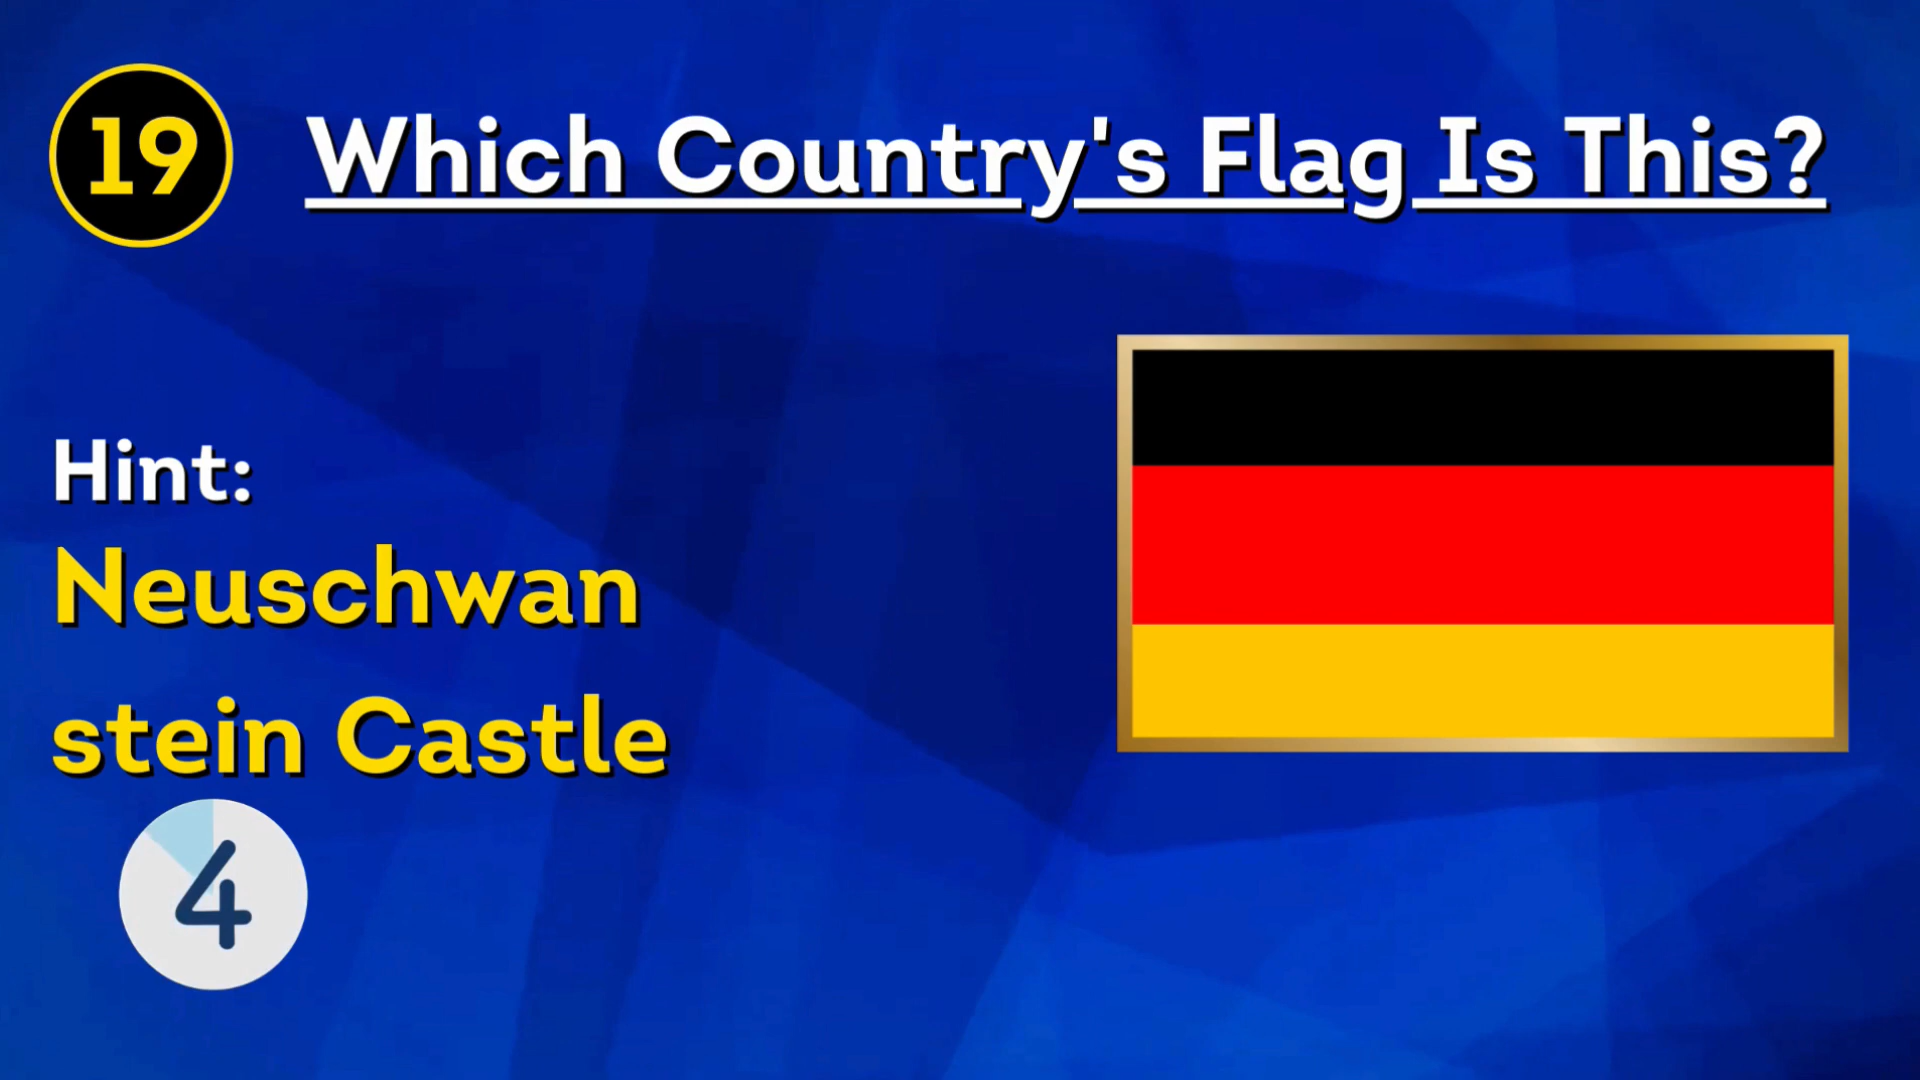 19
Which Country's Flag Is This?
Hint:
Neuschwan
stein Castle
4